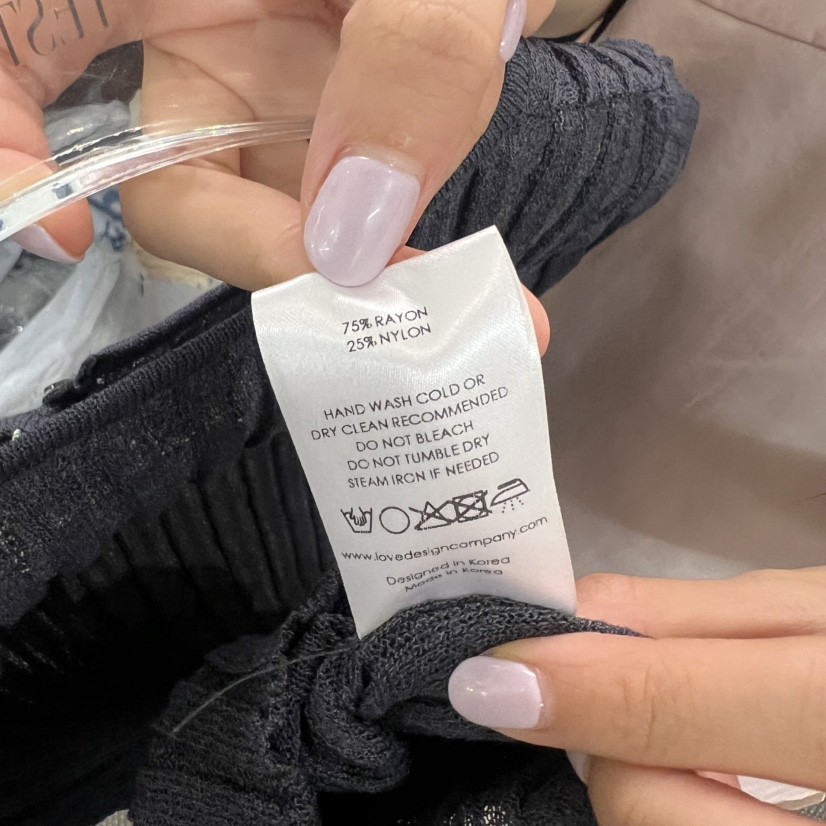 75% RAYON
25% NYLON
HAND WASH COLD OR
DRY CLEAN RECOMMENDED
DO NOT BLEACH
DO NOT TUMBLE DRY
STEAM IRON IF NEEDED
www.lovedesigncompany.com
Designed in Korea
Made in Korea